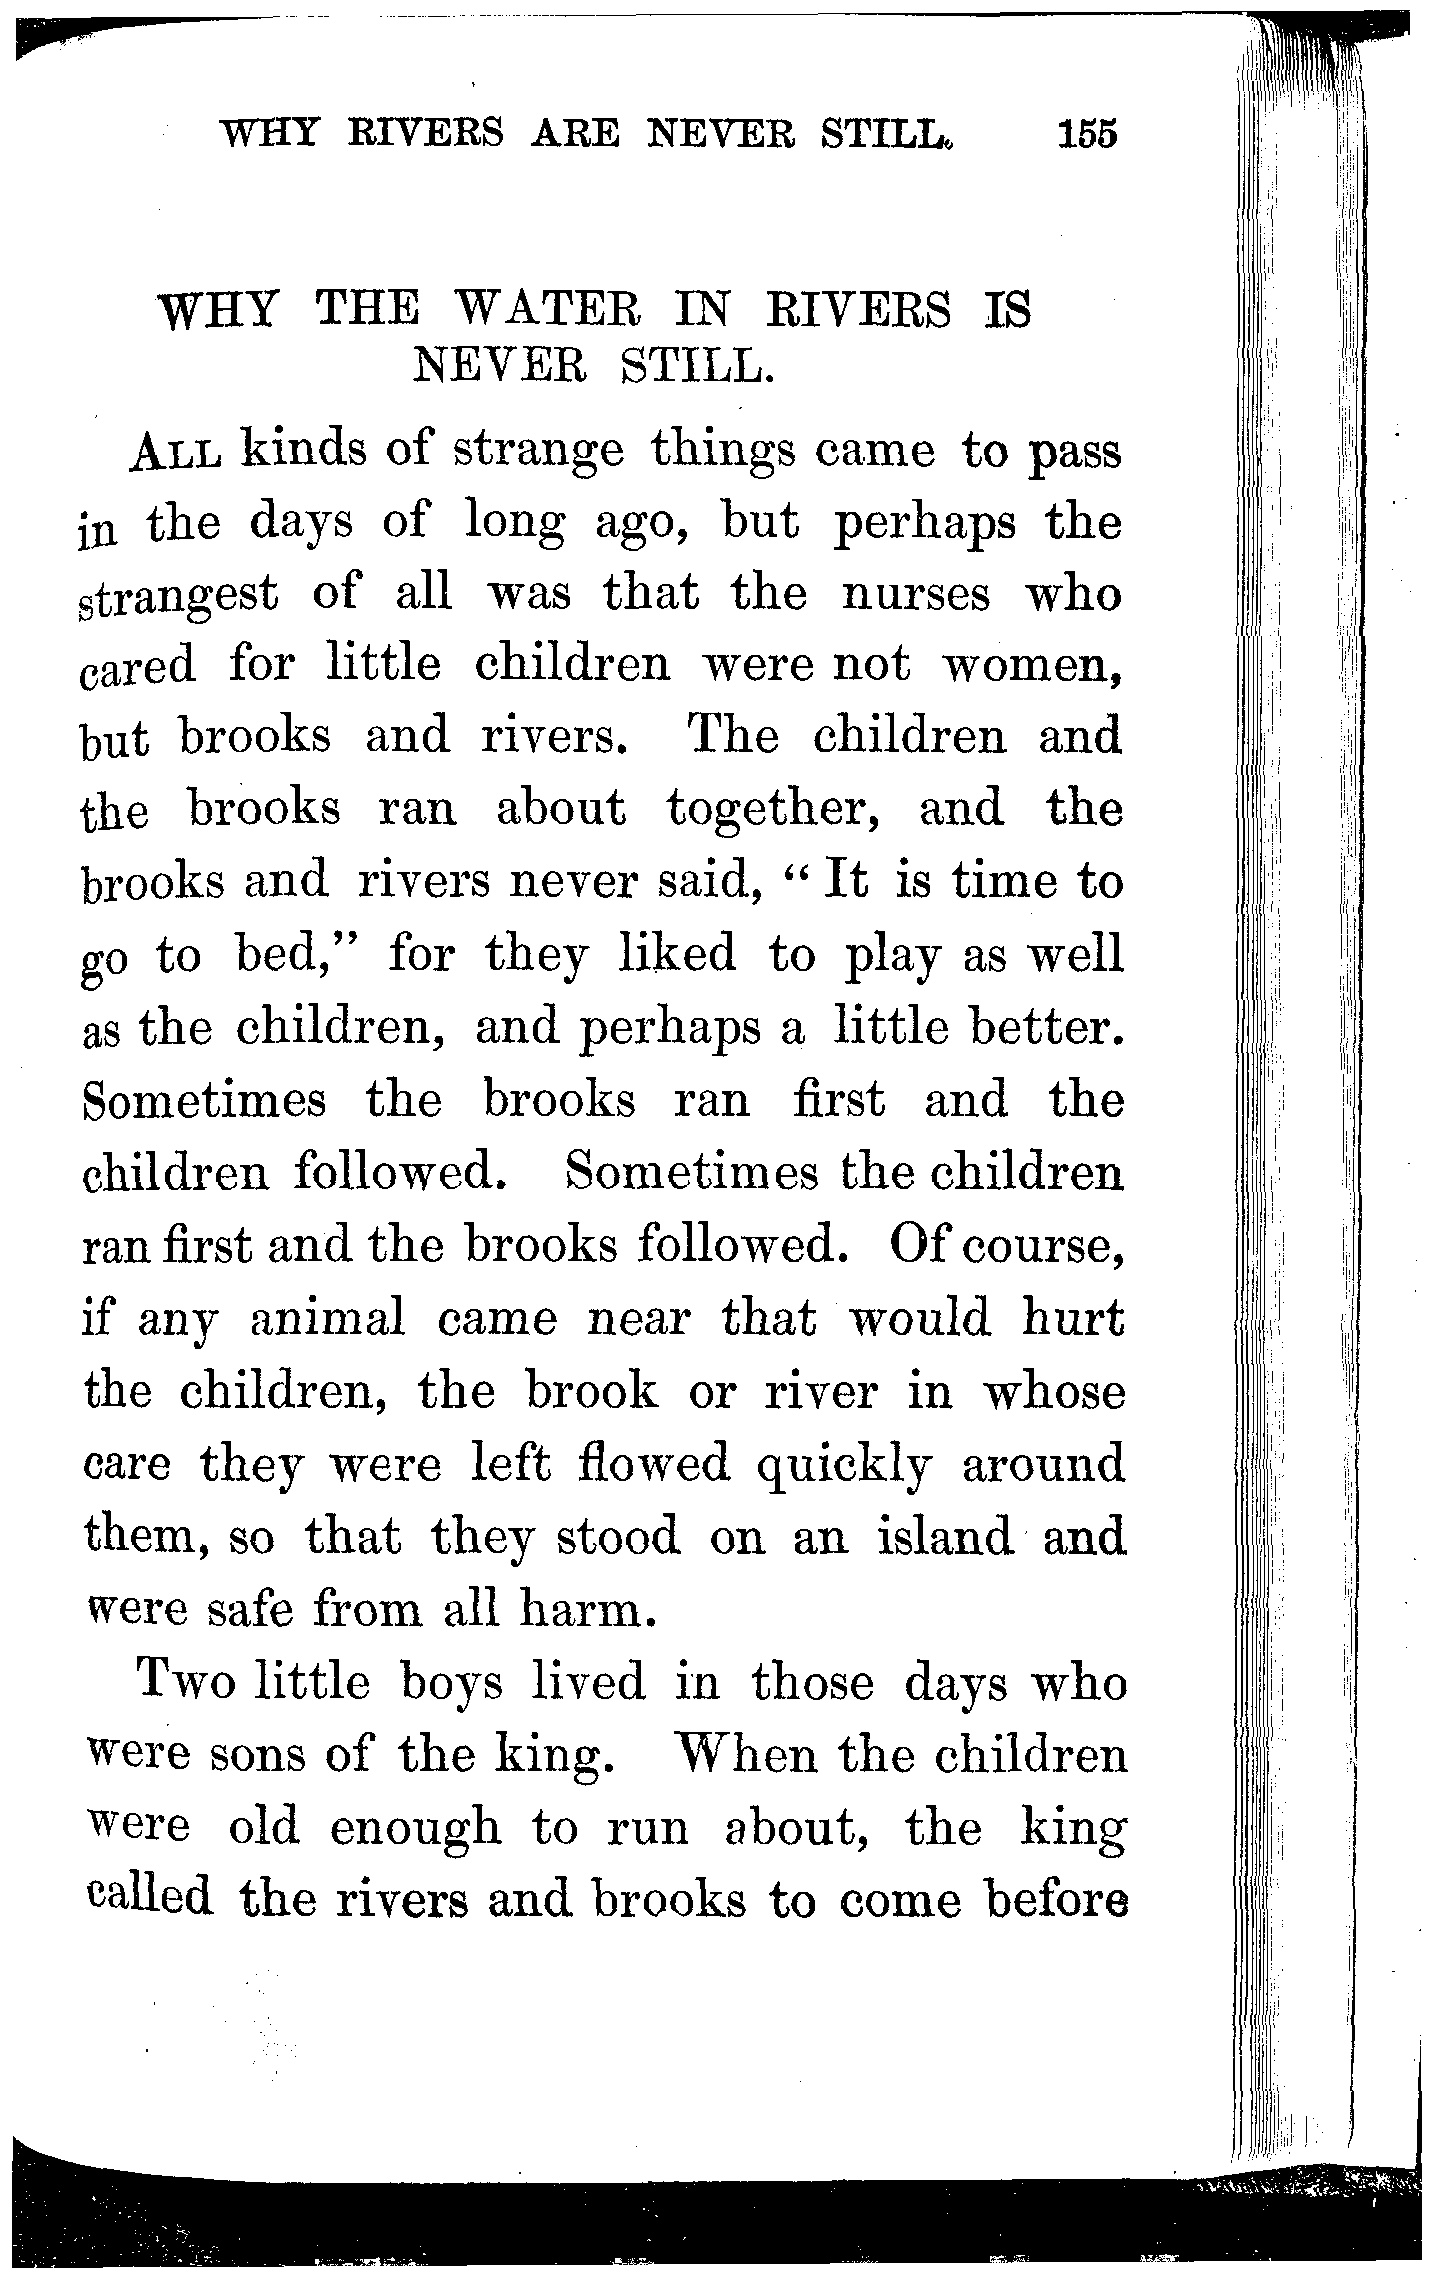 WHY RIVERS ARE NEVER STILL. 155
WHY THE WATER IN RIVERS IS
NEVER STILL.
ALL kinds of strange things came to pass
in the days of long ago, but perhaps the
strangest of all was that the nurses who
cared for little children were not women,
but brooks and rivers. The children and
the brooks ran about together, and the
brooks and rivers never said, “ It is time to
go to bed,” for they liked to play as well
as the children, and perhaps a little better.
Sometimes the brooks ran first and the
children followed. Sometimes the children
ran first and the brooks followed. Of course,
if any animal came near that would hurt
the children, the brook or river in whose
care they were left flowed quickly around
them, so that they stood on an island and
were safe from all harm.
Two little boys lived in those days who
were sons of the king. When the children
were old enough to run about, the king
called the rivers and brooks to come before